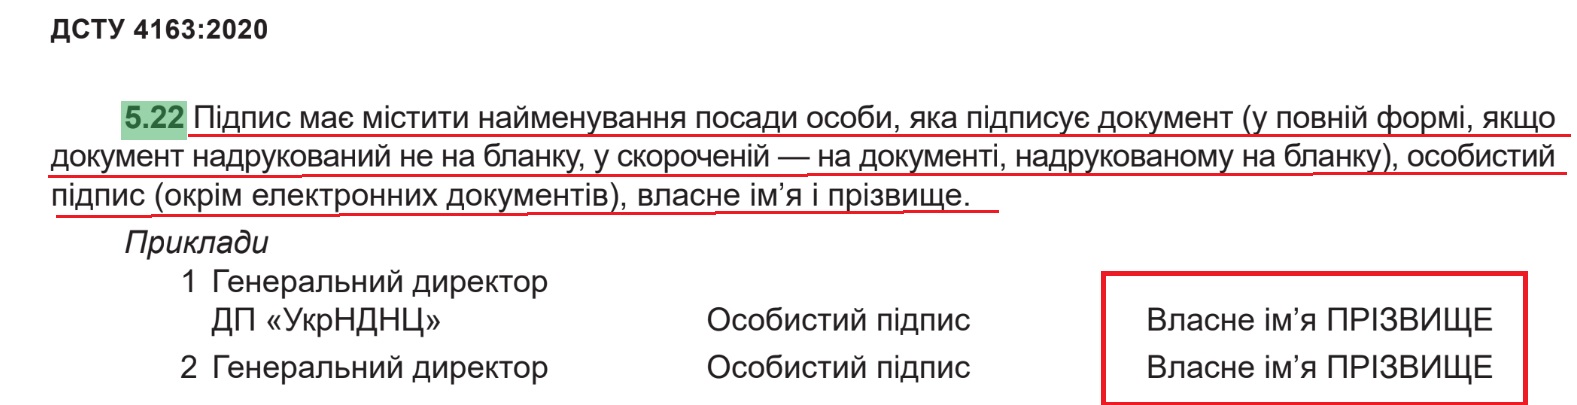 ДСТУ 4163:2020
5.22 Підпис має містити найменування посади особи, яка підписує документ (у повній формі, якщо
документ надрукований не на бланку, у скороченій — на документі, надрукованому на бланку), особистий
підпис (окрім електронних документів), власне ім’я і прізвище.
Приклади
1 Генеральний директор
ДП «УкрНДНЦ» Особистий підпис Власне ім’я ПРІЗВИЩЕ
2 Генеральний директор Особистий підпис Власне ім’я ПРІЗВИЩЕ